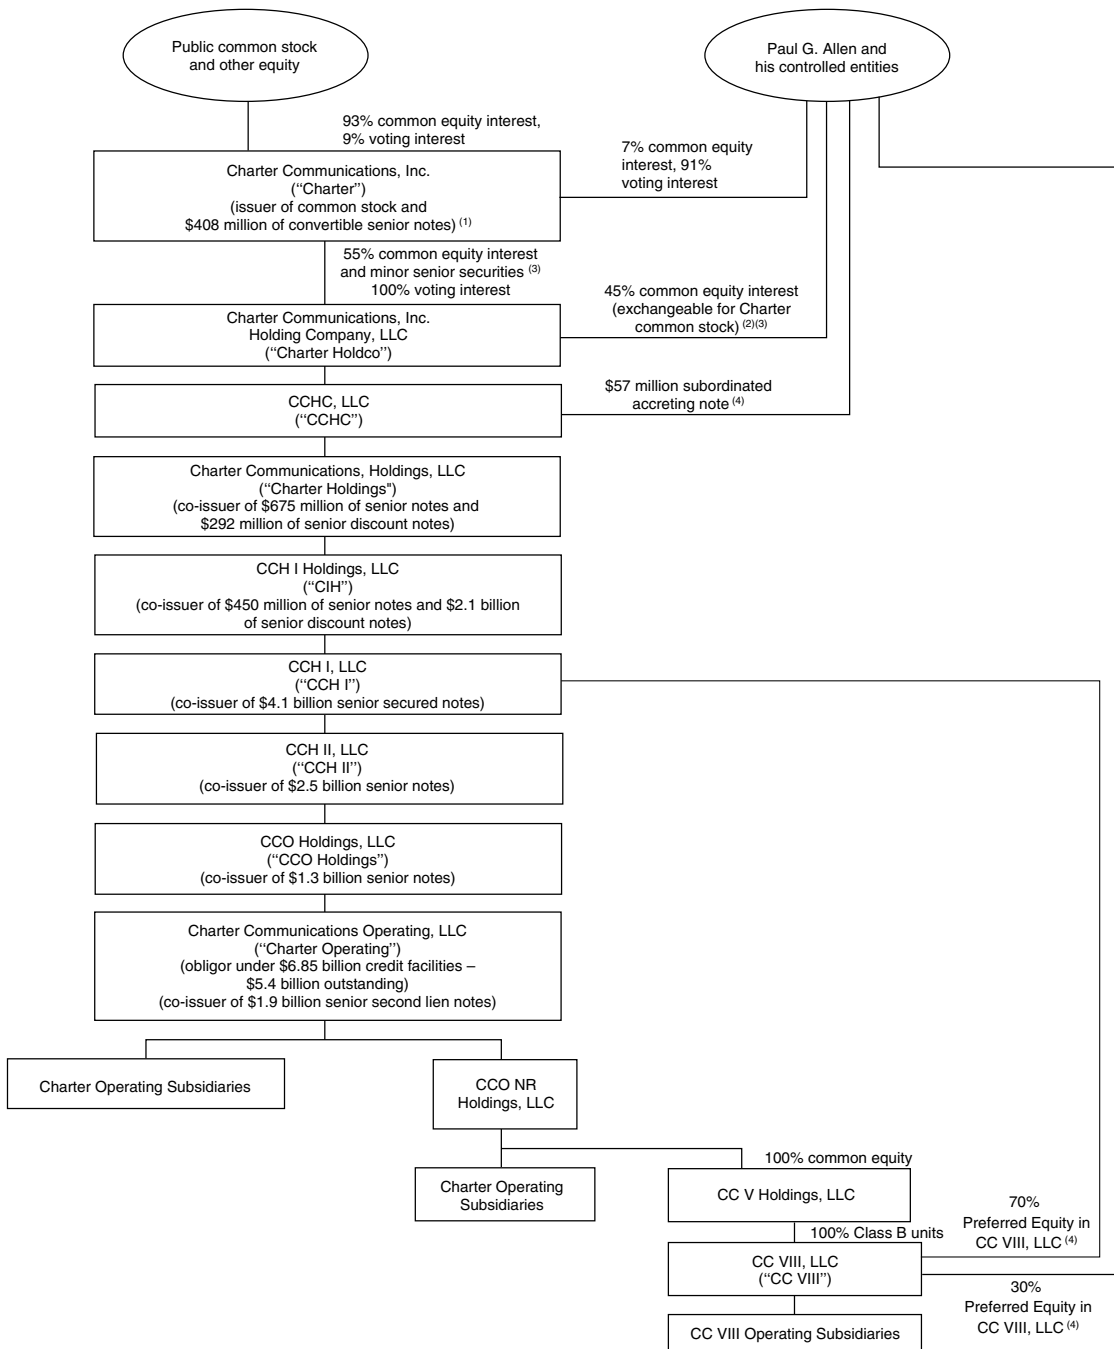 Public common stock
and other equity
Paul G. Allen and
his controlled entities
93% common equity interest,
9% voting interest
7% common equity
interest, 91%
voting interest
Charter Communications, Inc.
(‘‘Charter’’)
(issuer of common stock and
$408 million of convertible senior notes) (1)
55% common equity interest
and minor senior securities (3)
100% voting interest
45% common equity interest
(exchangeable for Charter
common stock) (2)(3)
Charter Communications, Inc.
Holding Company, LLC
(‘‘Charter Holdco’’)
$57 million subordinated
accreting note (4)
CCHC, LLC
(‘‘CCHC’’)
Charter Communications, Holdings, LLC
(‘‘Charter Holdings")
(co-issuer of $675 million of senior notes and
$292 million of senior discount notes)
CCH I Holdings, LLC
(‘‘CIH’’)
(co-issuer of $450 million of senior notes and $2.1 billion
of senior discount notes)
CCH I, LLC
(‘‘CCH I’’)
(co-issuer of $4.1 billion senior secured notes)
CCH II, LLC
(‘‘CCH II’’)
(co-issuer of $2.5 billion senior notes)
CCO Holdings, LLC
(‘‘CCO Holdings’’)
(co-issuer of $1.3 billion senior notes)
Charter Communications Operating, LLC
(‘‘Charter Operating’’)
(obligor under $6.85 billion credit facilities –
$5.4 billion outstanding)
(co-issuer of $1.9 billion senior second lien notes)
Charter Operating Subsidiaries
CCO NR
Holdings, LLC
100% common equity
Charter Operating
Subsidiaries
CC V Holdings, LLC
70%
Preferred Equity in
CC VIII, LLC (4)
100% Class B units
CC VIII, LLC
(‘‘CC VIII’’)
30%
Preferred Equity in
CC VIII, LLC (4)
CC VIII Operating Subsidiaries